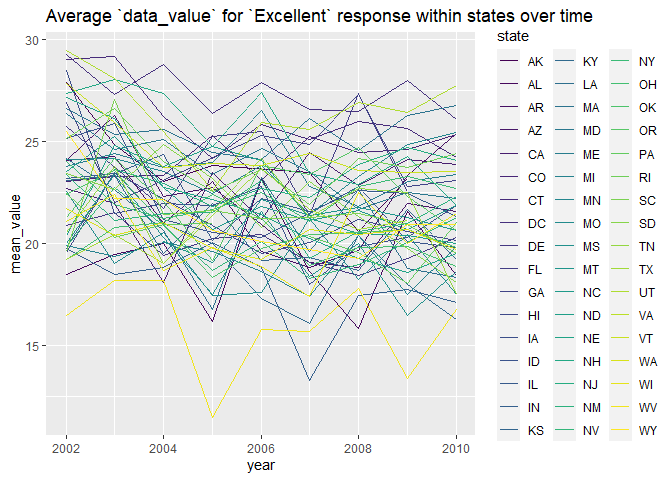 Average `data_value` for `Excellent` response within states over time
30
25
20
15
mean_value
2002 2004 2006 2008 2010
year
state
AK KY NY
AL LA OH
AR MA OK
AZ MD OR
CA ME PA
CO MI RI
CT MN SC
DC MO SD
DE MS TN
FL MT TX
GA NC UT
HI ND VA
IA NE VT
ID NH WA
IL NJ WI
IN NM WV
KS NV WY